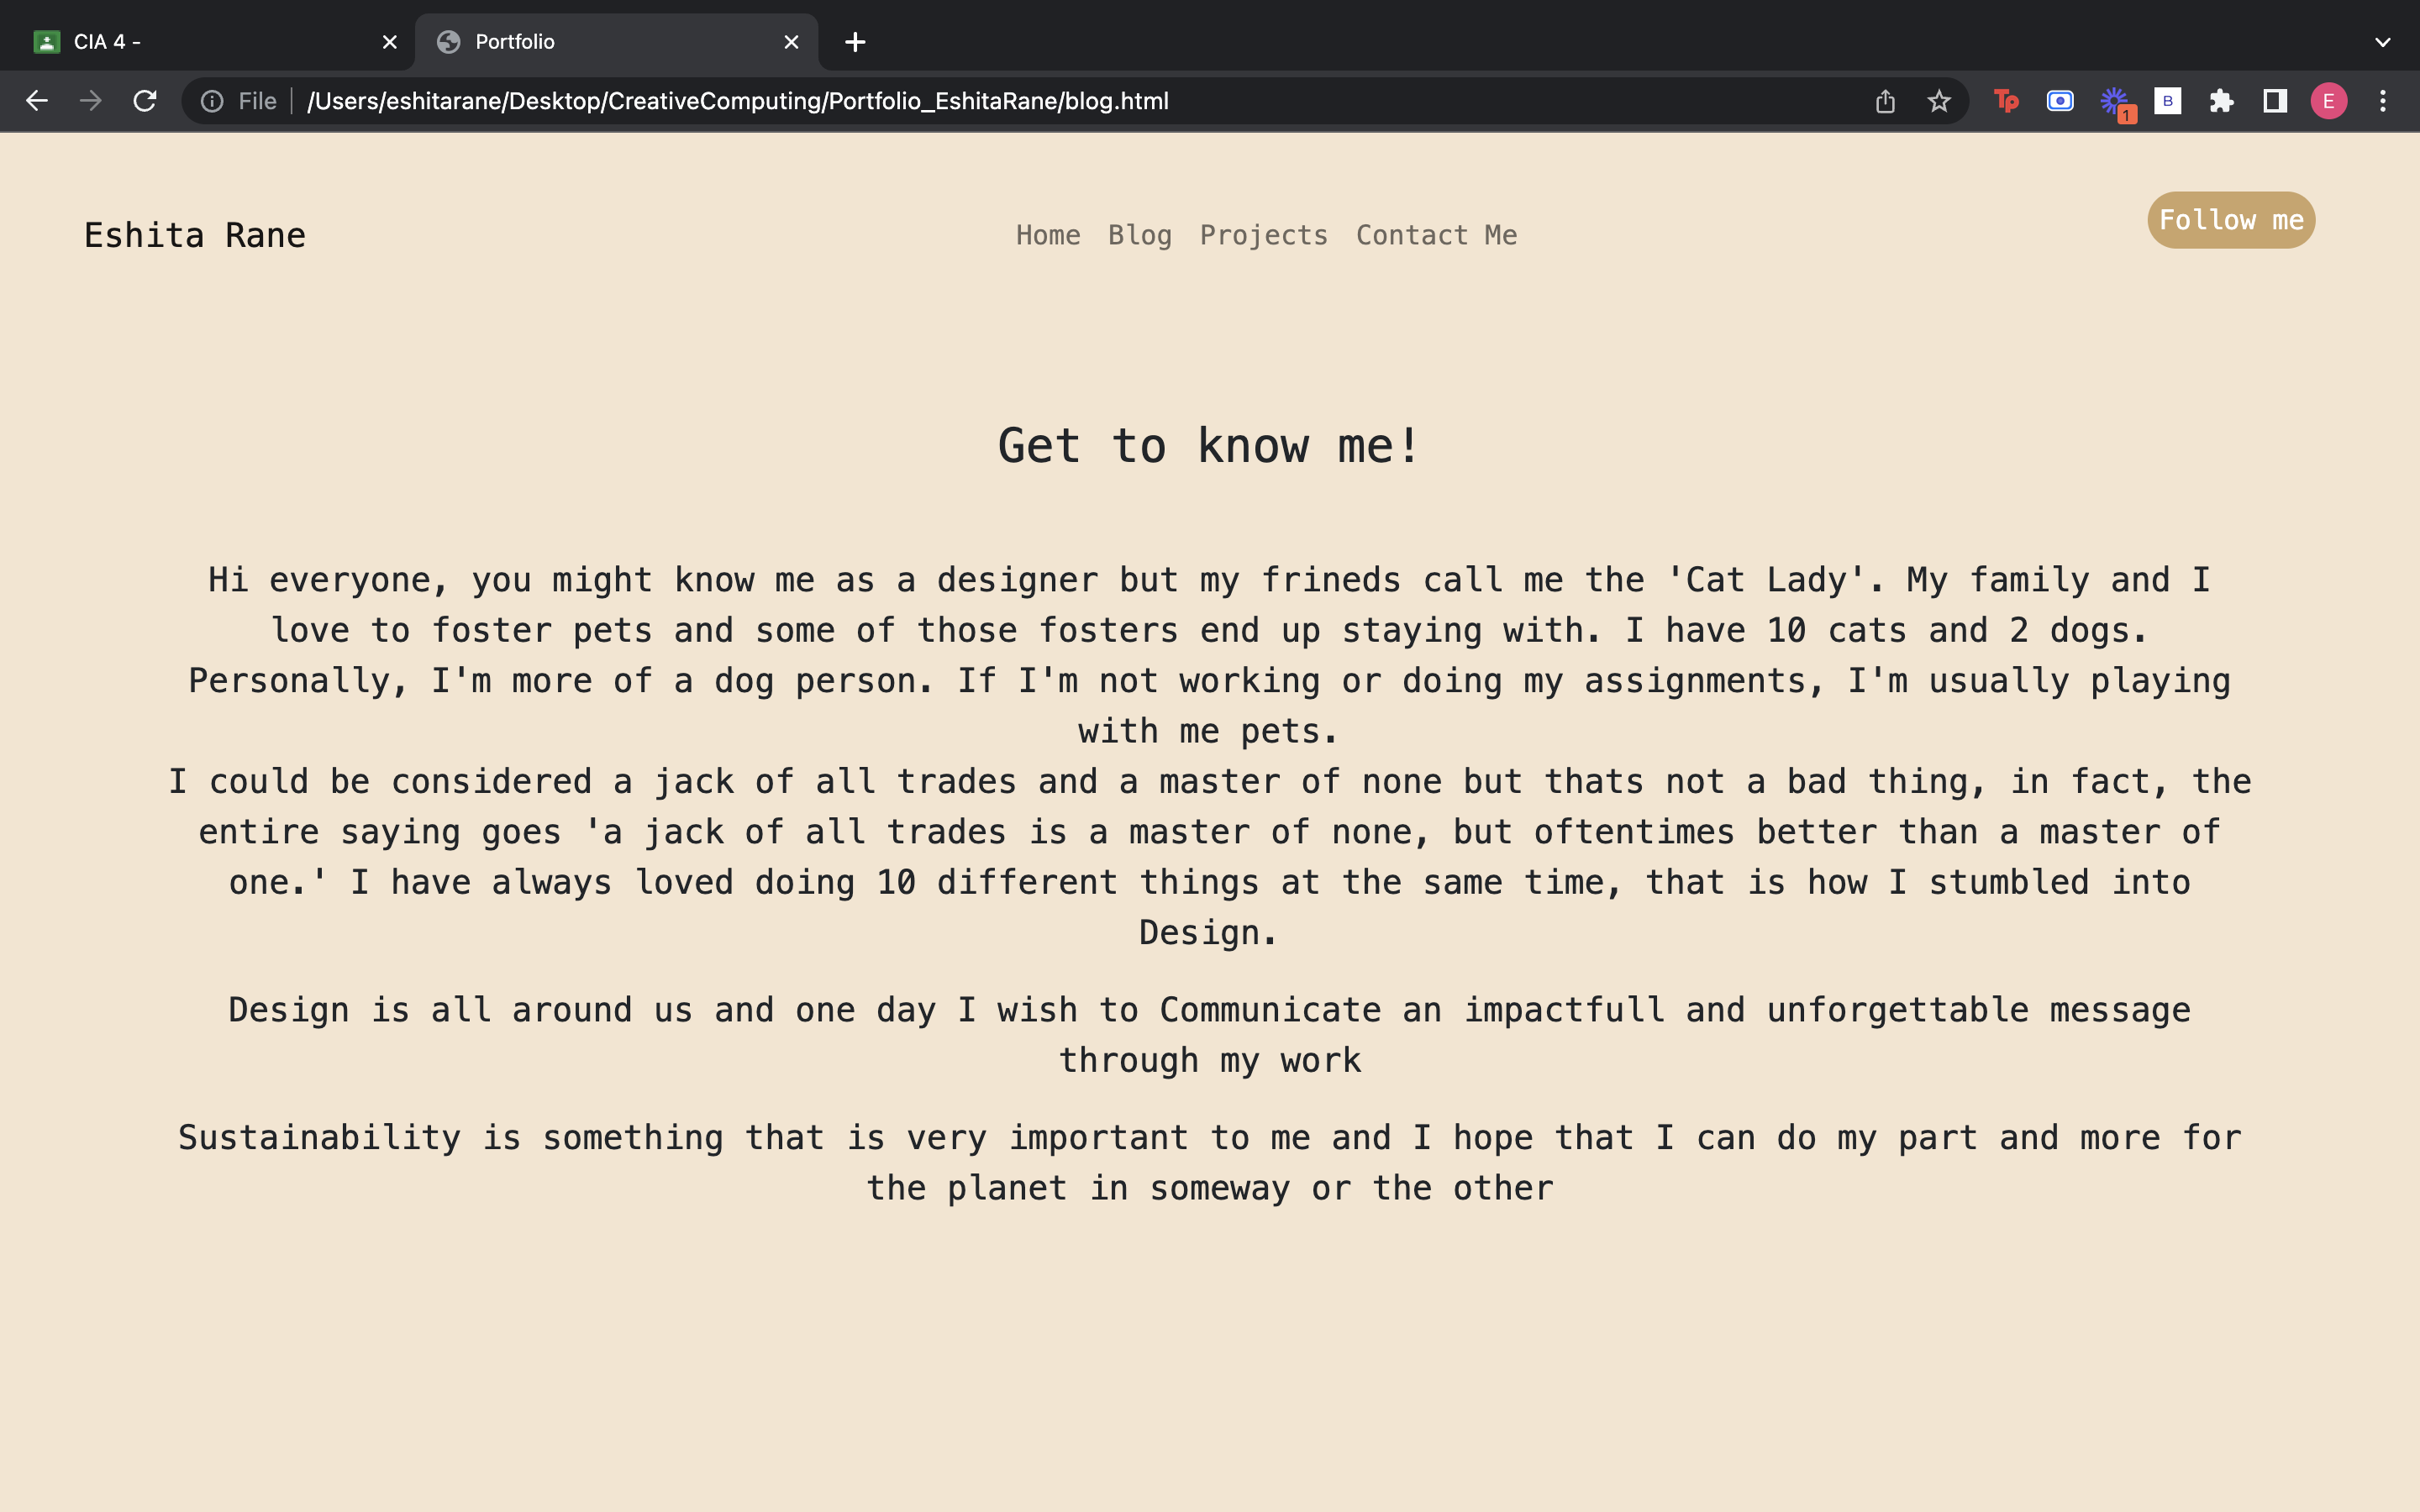 CIA 4 -
Portfolio
File
/Users/eshitarane/Desktop/CreativeComputing/Portfolio_EshitaRane/blog.html
Tp
1
B
E
Eshita Rane
Home Blog Projects Contact Me
Follow me
Get to know me!
Hi everyone, you might know me as a designer but my frineds call me the 'Cat Lady'. My family and I
love to foster pets and some of those fosters end up staying with. I have 10 cats and 2 dogs.
Personally, I'm more of a dog person. If I'm not working or doing my assignments, I'm usually playing
with me pets.
I could be considered a jack of all trades and a master of none but thats not a bad thing, in fact, the
entire saying goes 'a jack of all trades is a master of none, but oftentimes better than a master of
one.' I have always loved doing 10 different things at the same time, that is how I stumbled into
Design.
Design is all around us and one day I wish to Communicate an impactfull and unforgettable message
through my work
Sustainability is something that is very important to me and I hope that I can do my part and more for
the planet in someway or the other